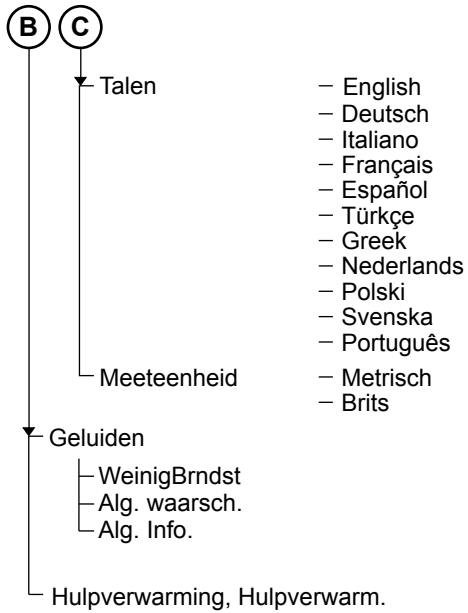 B C
Talen – English
– Deutsch
– Italiano
– Français
– Español
– Türkçe
– Greek
– Nederlands
– Polski
– Svenska
– Português
Meeteenheid – Metrisch
– Brits
Geluiden
WeinigBrndst
Alg. waarsch.
Alg. Info.
Hulpverwarming, Hulpverwarm.